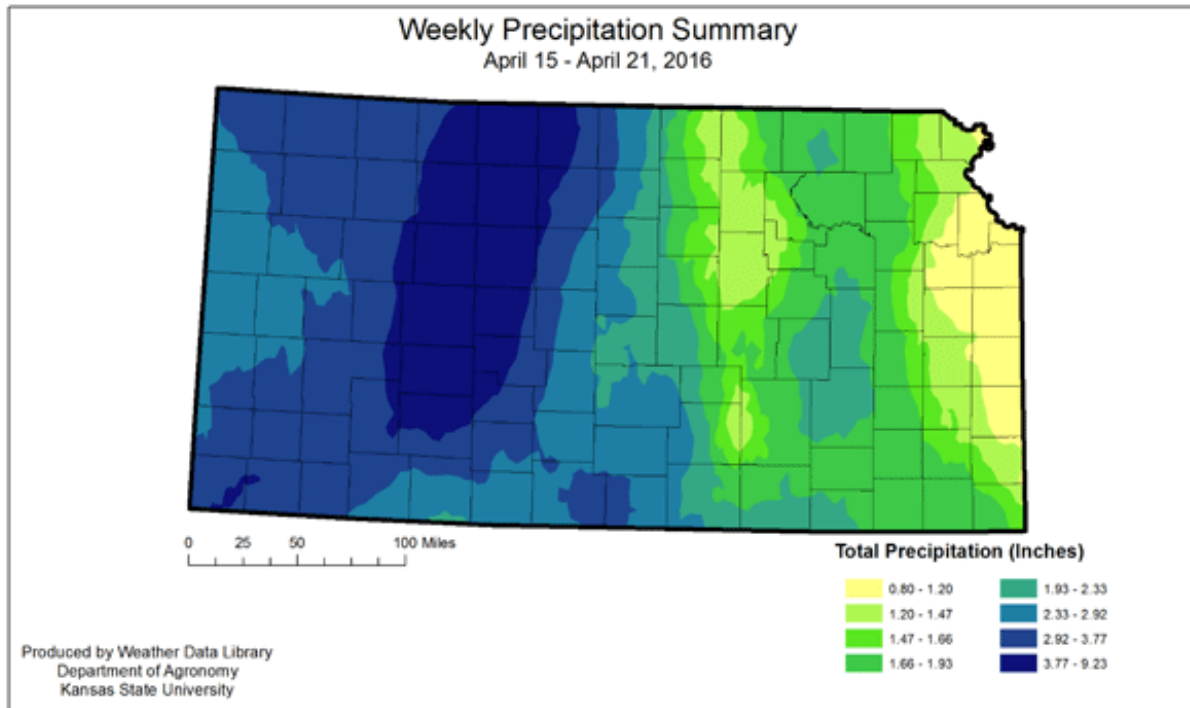 Weekly Precipitation Summary
April 15 - April 21, 2016
0 25 50 100 Miles
Total Precipitation (Inches)
0.80 - 1.20
1.20 - 1.47
1.47 - 1.66
1.66 - 1.93
1.93 - 2.33
2.33 - 2.92
2.92 - 3.77
3.77 - 9.23
Produced by Weather Data Library
Department of Agronomy
Kansas State University